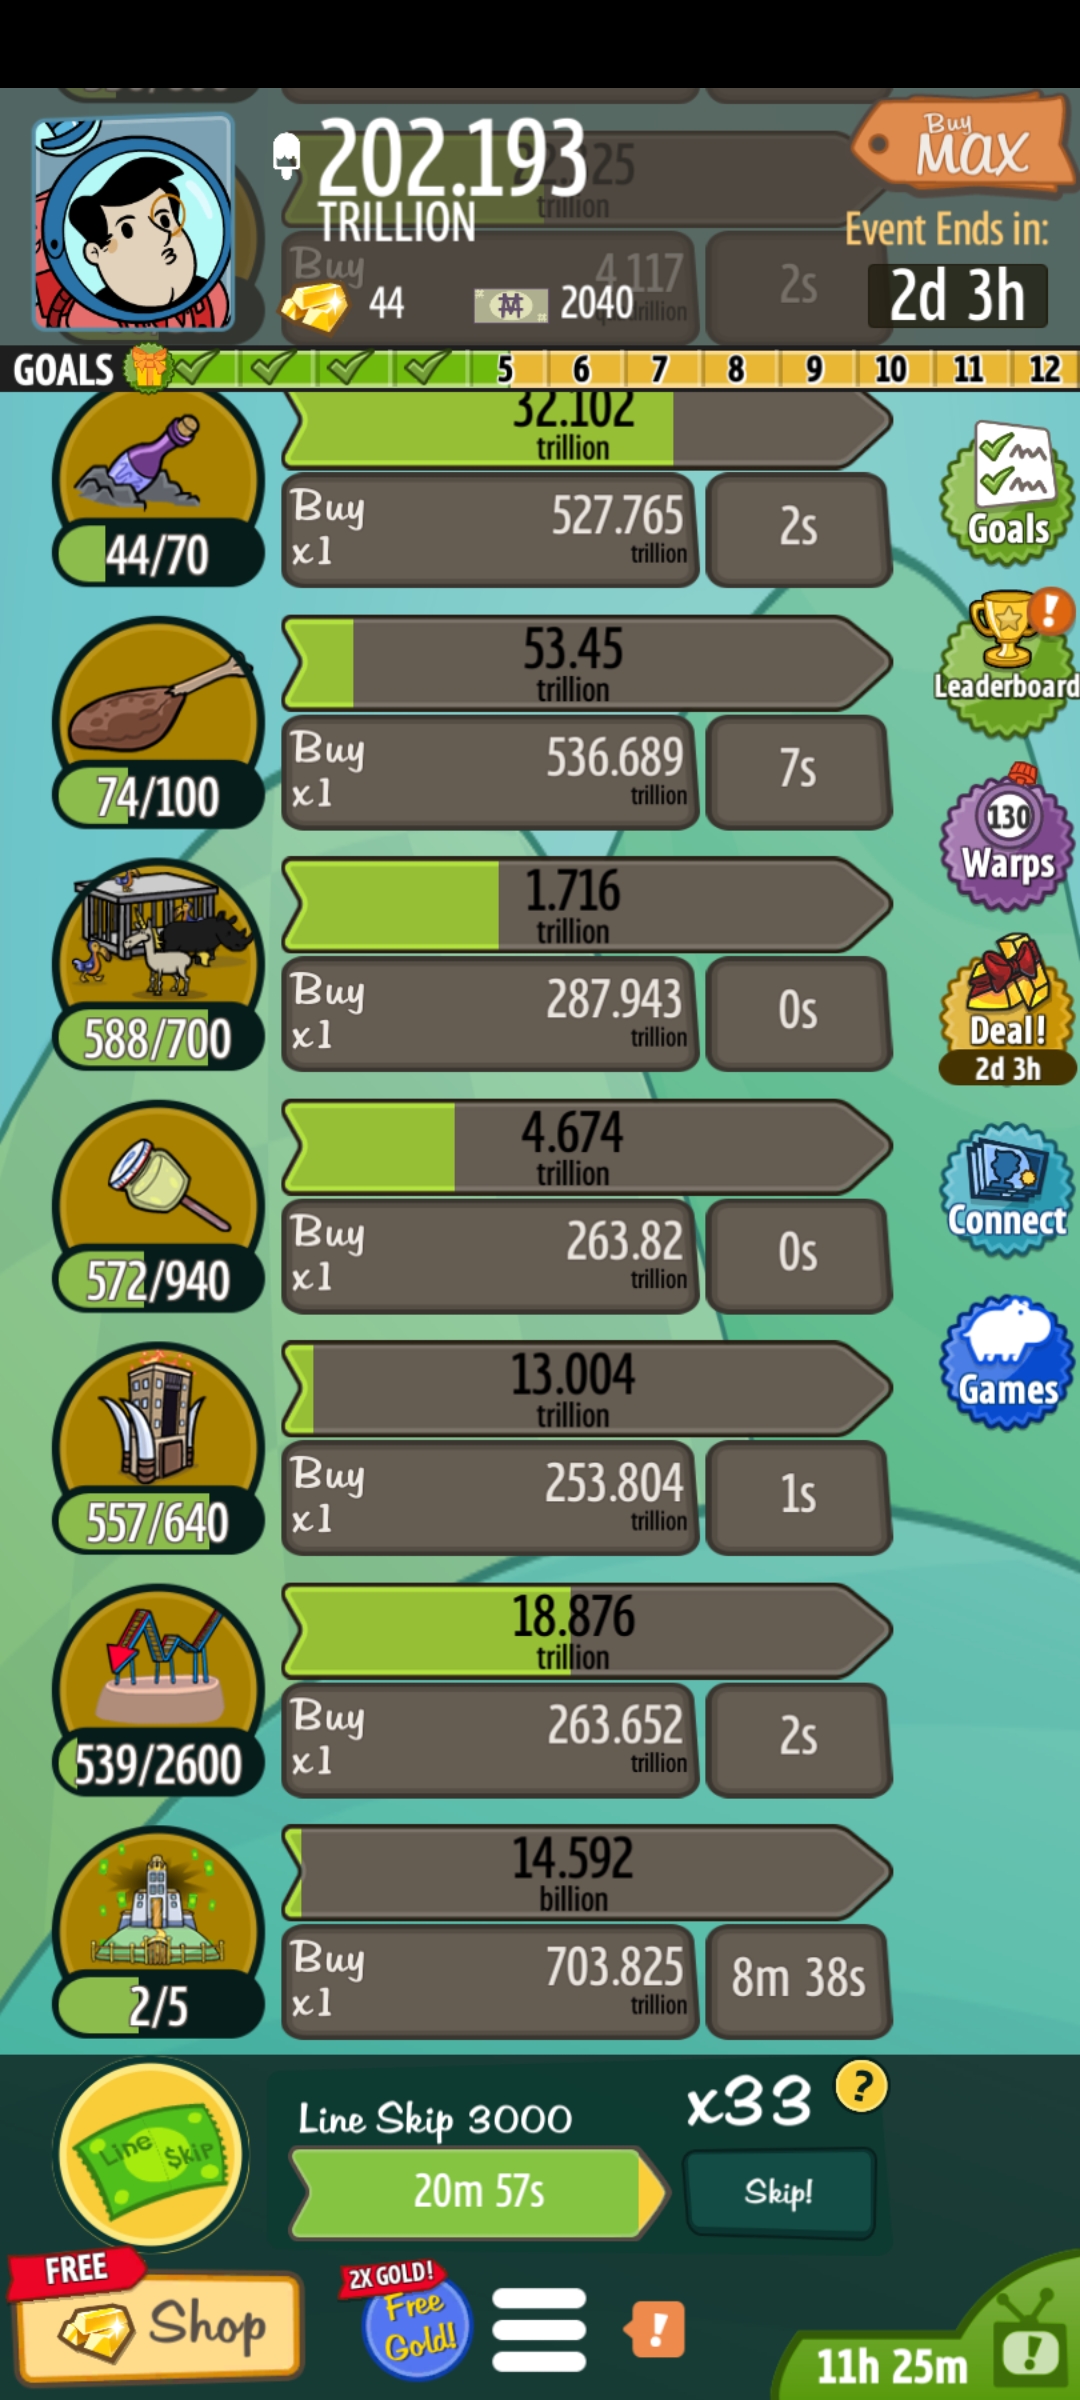 202.193
TRILLION
Buy
MAX
Event Ends in:
2d 3h
44
2040
Buy
4.117
2s
trillion
GOALS 5 6 7 8 9 10 11 12
32.102
trillion
Buy
x1
527.765
trillion
2s
44/70
Goals
53.45
trillion
Buy
x1
536.689
trillion
7s
74/100
Leaderboard
1.716
trillion
Buy
x1
287.943
trillion
0s
588/700
130
Warps
Deal!
2d 3h
4.674
trillion
Buy
x1
263.82
trillion
0s
572/940
Connect
13.004
trillion
Buy
x1
253.804
trillion
1s
557/640
Games
18.876
trillion
Buy
x1
263.652
trillion
2s
539/2600
14.592
billion
Buy
x1
703.825
trillion
8m 38s
2/5
Line $kip
Line Skip 3000
x33
?
20m 57s
Skip!
FREE
Shop
2X GOLD!
Free
Gold!
!
11h 25m
!